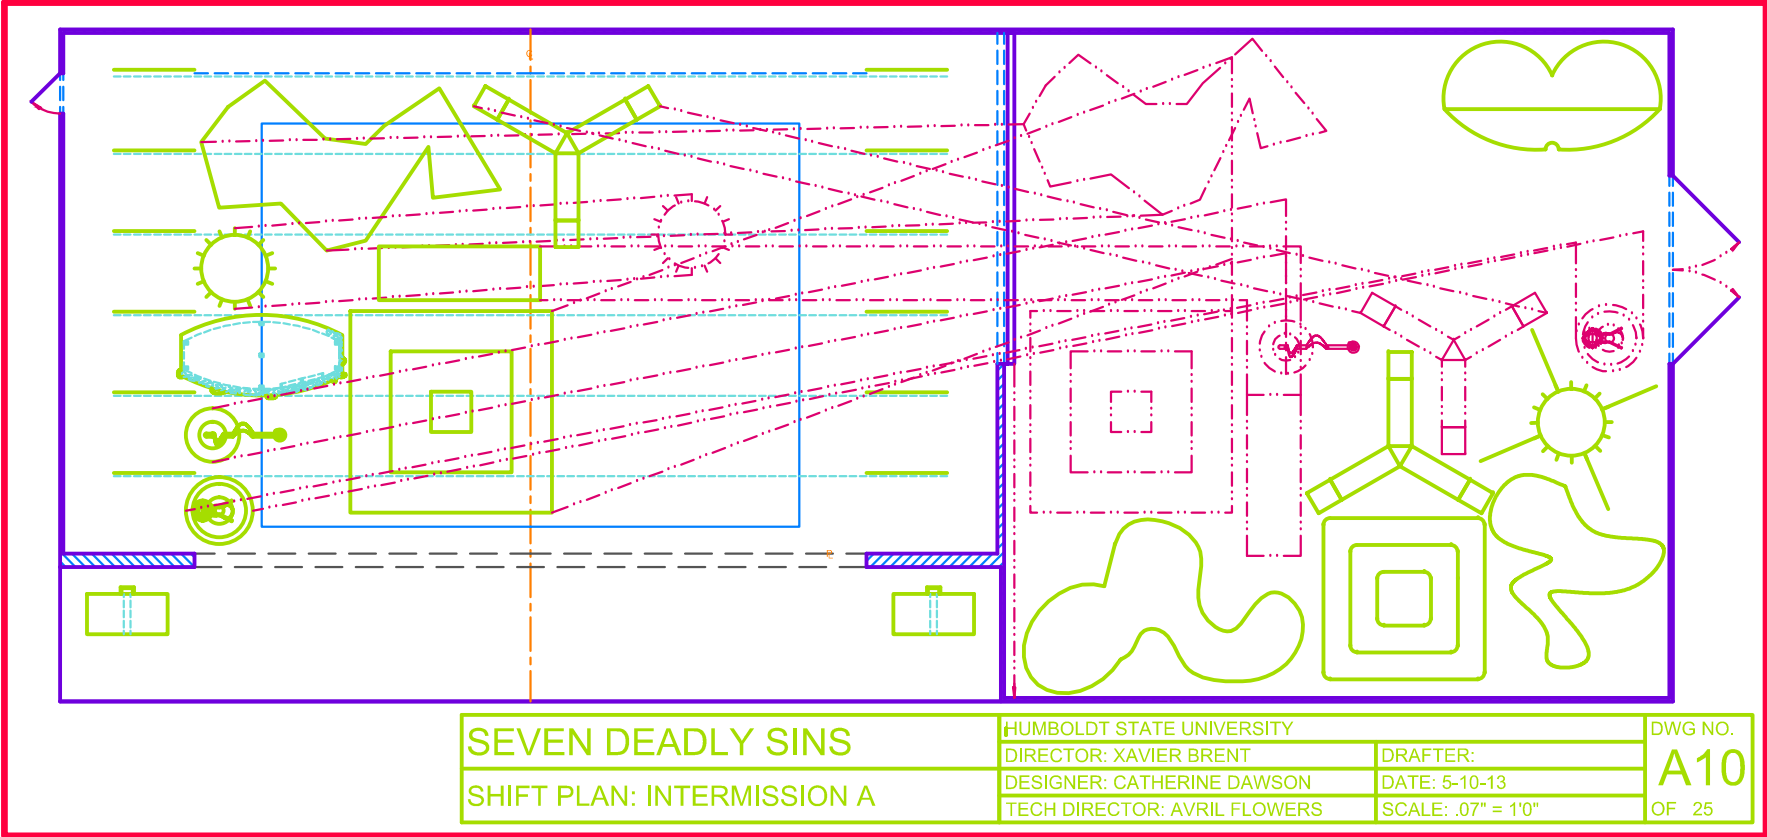 SEVEN DEADLY SINS
SHIFT PLAN: INTERMISSION A
HUMBOLDT STATE UNIVERSITY
DIRECTOR: XAVIER BRENT
DRAFTER:
DESIGNER: CATHERINE DAWSON
DATE: 5-10-13
TECH DIRECTOR: AVRIL FLOWERS
SCALE: .07" = 1'0"
DWG NO.
A10
OF 25